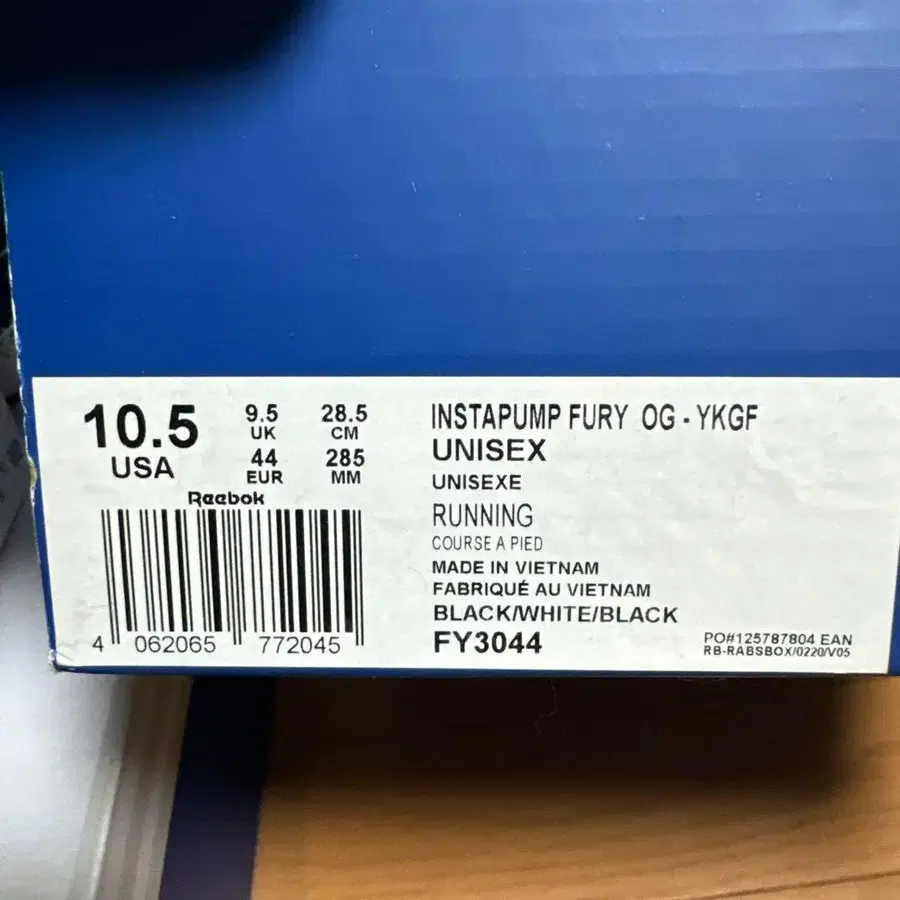 10.5
USA
9.5
UK
28.5
CM
44
EUR
285
MM
Reebok
4 062065 772045
INSTAPUMP FURY OG - YKGF
UNISEX
UNISEXE
RUNNING
COURSE A PIED
MADE IN VIETNAM
FABRIQUÉ AU VIETNAM
BLACK/WHITE/BLACK
FY3044
PO#125787804 EAN
RB-RABSBOX/0220/V05